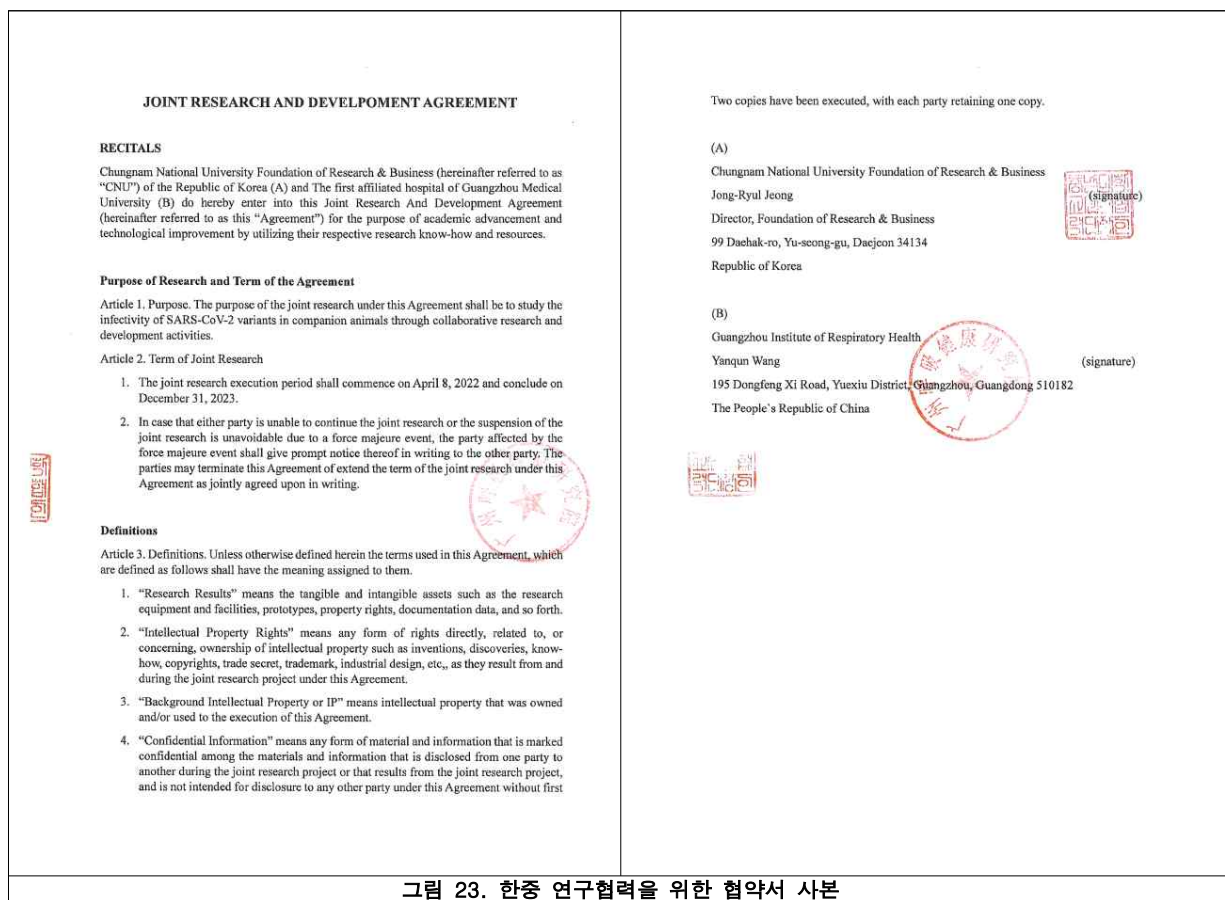 JOINT RESEARCH AND DEVELPOMENT AGREEMENT
RECITALS
Chungnam National University Foundation of Research & Business (hereinafter referred to as
“CNU”) of the Republic of Korea (A) and The first affiliated hospital of Guangzhou Medical
University (B) do hereby enter into this Joint Research And Development Agreement
(hereinafter referred to as this “Agreement”) for the purpose of academic advancement and
technological improvement by utilizing their respective research know-how and resources.
Purpose of Research and Term of the Agreement
Article 1. Purpose. The purpose of the joint research under this Agreement shall be to study the
infectivity of SARS-CoV-2 variants in companion animals through collaborative research and
development activities.
Article 2. Term of Joint Research
1. The joint research execution period shall commence on April 8, 2022 and conclude on
December 31, 2023.
2. In case that either party is unable to continue the joint research or the suspension of the
joint research is unavoidable due to a force majeure event, the party affected by the
force majeure event shall give prompt notice thereof in writing to the other party. The
parties may terminate this Agreement of extend the term of the joint research under this
Agreement as jointly agreed upon in writing.
Definitions
Article 3. Definitions. Unless otherwise defined herein the terms used in this Agreement, which
are defined as follows shall have the meaning assigned to them.
1. “Research Results” means the tangible and intangible assets such as the research
equipment and facilities, prototypes, property rights, documentation data, and so forth.
2. “Intellectual Property Rights” means any form of rights directly, related to, or
concerning, ownership of intellectual property such as inventions, discoveries, know-
how, copyrights, trade secret, trademark, industrial design, etc,, as they result from and
during the joint research project under this Agreement.
3. “Background Intellectual Property or IP” means intellectual property that was owned
and/or used to the execution of this Agreement.
4. “Confidential Information” means any form of material and information that is marked
confidential among the materials and information that is disclosed from one party to
another during the joint research project or that results from the joint research project,
and is not intended for disclosure to any other party under this Agreement without first
Two copies have been executed, with each party retaining one copy.
(A)
Chungnam National University Foundation of Research & Business
Jong-Ryul Jeong (signature)
Director, Foundation of Research & Business
99 Daehak-ro, Yu-seong-gu, Daejeon 34134
Republic of Korea
(B)
Guangzhou Institute of Respiratory Health
Yanqun Wang (signature)
195 Dongfeng Xi Road, Yuexiu District, Guangzhou, Guangdong 510182
The People's Republic of China
그림 23. 한중 연구협력을 위한 협약서 사본